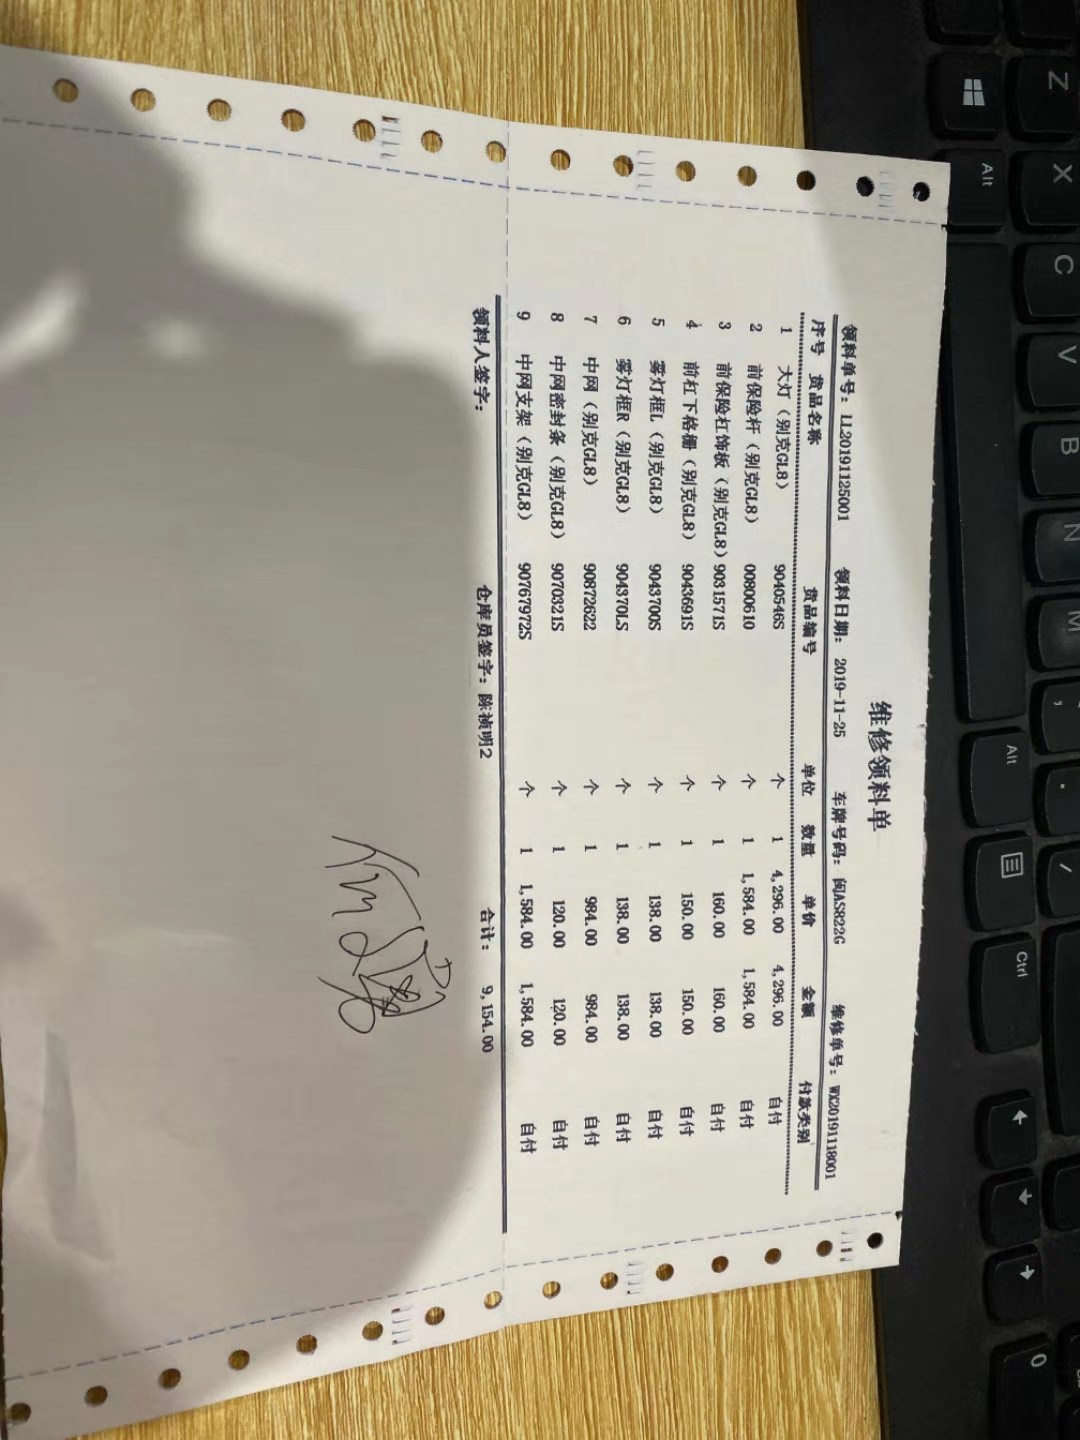 维修领料单
领料单号：LL20191125001 领料日期：2019-11-25 车牌号码：闽AS822G 维修单号：WX20191118001
序号 货品名称 货品编号 单位 数量 单价 金额 付款类别
1 大灯（别克GL8） 9040546S 个 1 4,296.00 4,296.00 自付
2 前保险杆（别克GL8） 00800610 个 1 1,584.00 1,584.00 自付
3 前保险杠饰板（别克GL8） 9031571S 个 1 160.00 160.00 自付
4 前杠下格栅（别克GL8） 9043691S 个 1 150.00 150.00 自付
5 雾灯框L（别克GL8） 9043700S 个 1 138.00 138.00 自付
6 雾灯框R（别克GL8） 904370LS 个 1 138.00 138.00 自付
7 中网（别克GL8） 90872622 个 1 984.00 984.00 自付
8 中网密封条（别克GL8） 9070321S 个 1 120.00 120.00 自付
9 中网支架（别克GL8） 90767972S 个 1 1,584.00 1,584.00 自付
领料人签字： 仓库员签字：陈祯明2 合计： 9,154.00
Z
Alt X
C
V
B
N
M
Alt
Ctrl
0